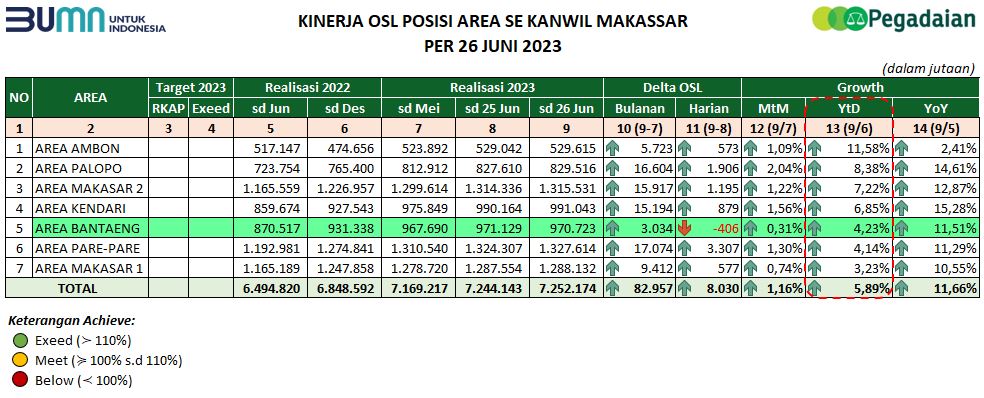 BUMN UNTUK INDONESIA
KINERJA OSL POSISI AREA SE KANWIL MAKASSAR
PER 26 JUNI 2023
Pegadaian
(dalam jutaan)
NO AREA Target 2023 Realisasi 2022 Realisasi 2023 Delta OSL Growth
RKAP Exeed sd Jun sd Des sd Mei sd 25 Jun sd 26 Jun Bulanan Harian MtM YtD YoY
1 2 3 4 5 6 7 8 9 10 (9-7) 11 (9-8) 12 (9/7) 13 (9/6) 14 (9/5)
1 AREA AMBON 517.147 474.656 523.892 529.042 529.615 5.723 573 1,09% 11,58% 2,41%
2 AREA PALOPO 723.754 765.400 812.912 827.610 829.516 16.604 1.906 2,04% 8,38% 14,61%
3 AREA MAKASAR 2 1.165.559 1.226.957 1.299.614 1.314.336 1.315.531 15.917 1.195 1,22% 7,22% 12,87%
4 AREA KENDARI 859.674 927.543 975.849 990.164 991.043 15.194 879 1,56% 6,85% 15,28%
5 AREA BANTAENG 870.517 931.338 967.690 971.129 970.723 3.034 -406 0,31% 4,23% 11,51%
6 AREA PARE-PARE 1.192.981 1.274.841 1.310.540 1.324.307 1.327.614 17.074 3.307 1,30% 4,14% 11,29%
7 AREA MAKASAR 1 1.165.189 1.247.858 1.278.720 1.287.554 1.288.132 9.412 577 0,74% 3,23% 10,55%
TOTAL 6.494.820 6.848.592 7.169.217 7.244.143 7.252.174 82.957 8.030 1,16% 5,89% 11,66%
Keterangan Achieve:
Exeed (> 110%)
Meet (⩾ 100% s.d 110%)
Below (< 100%)